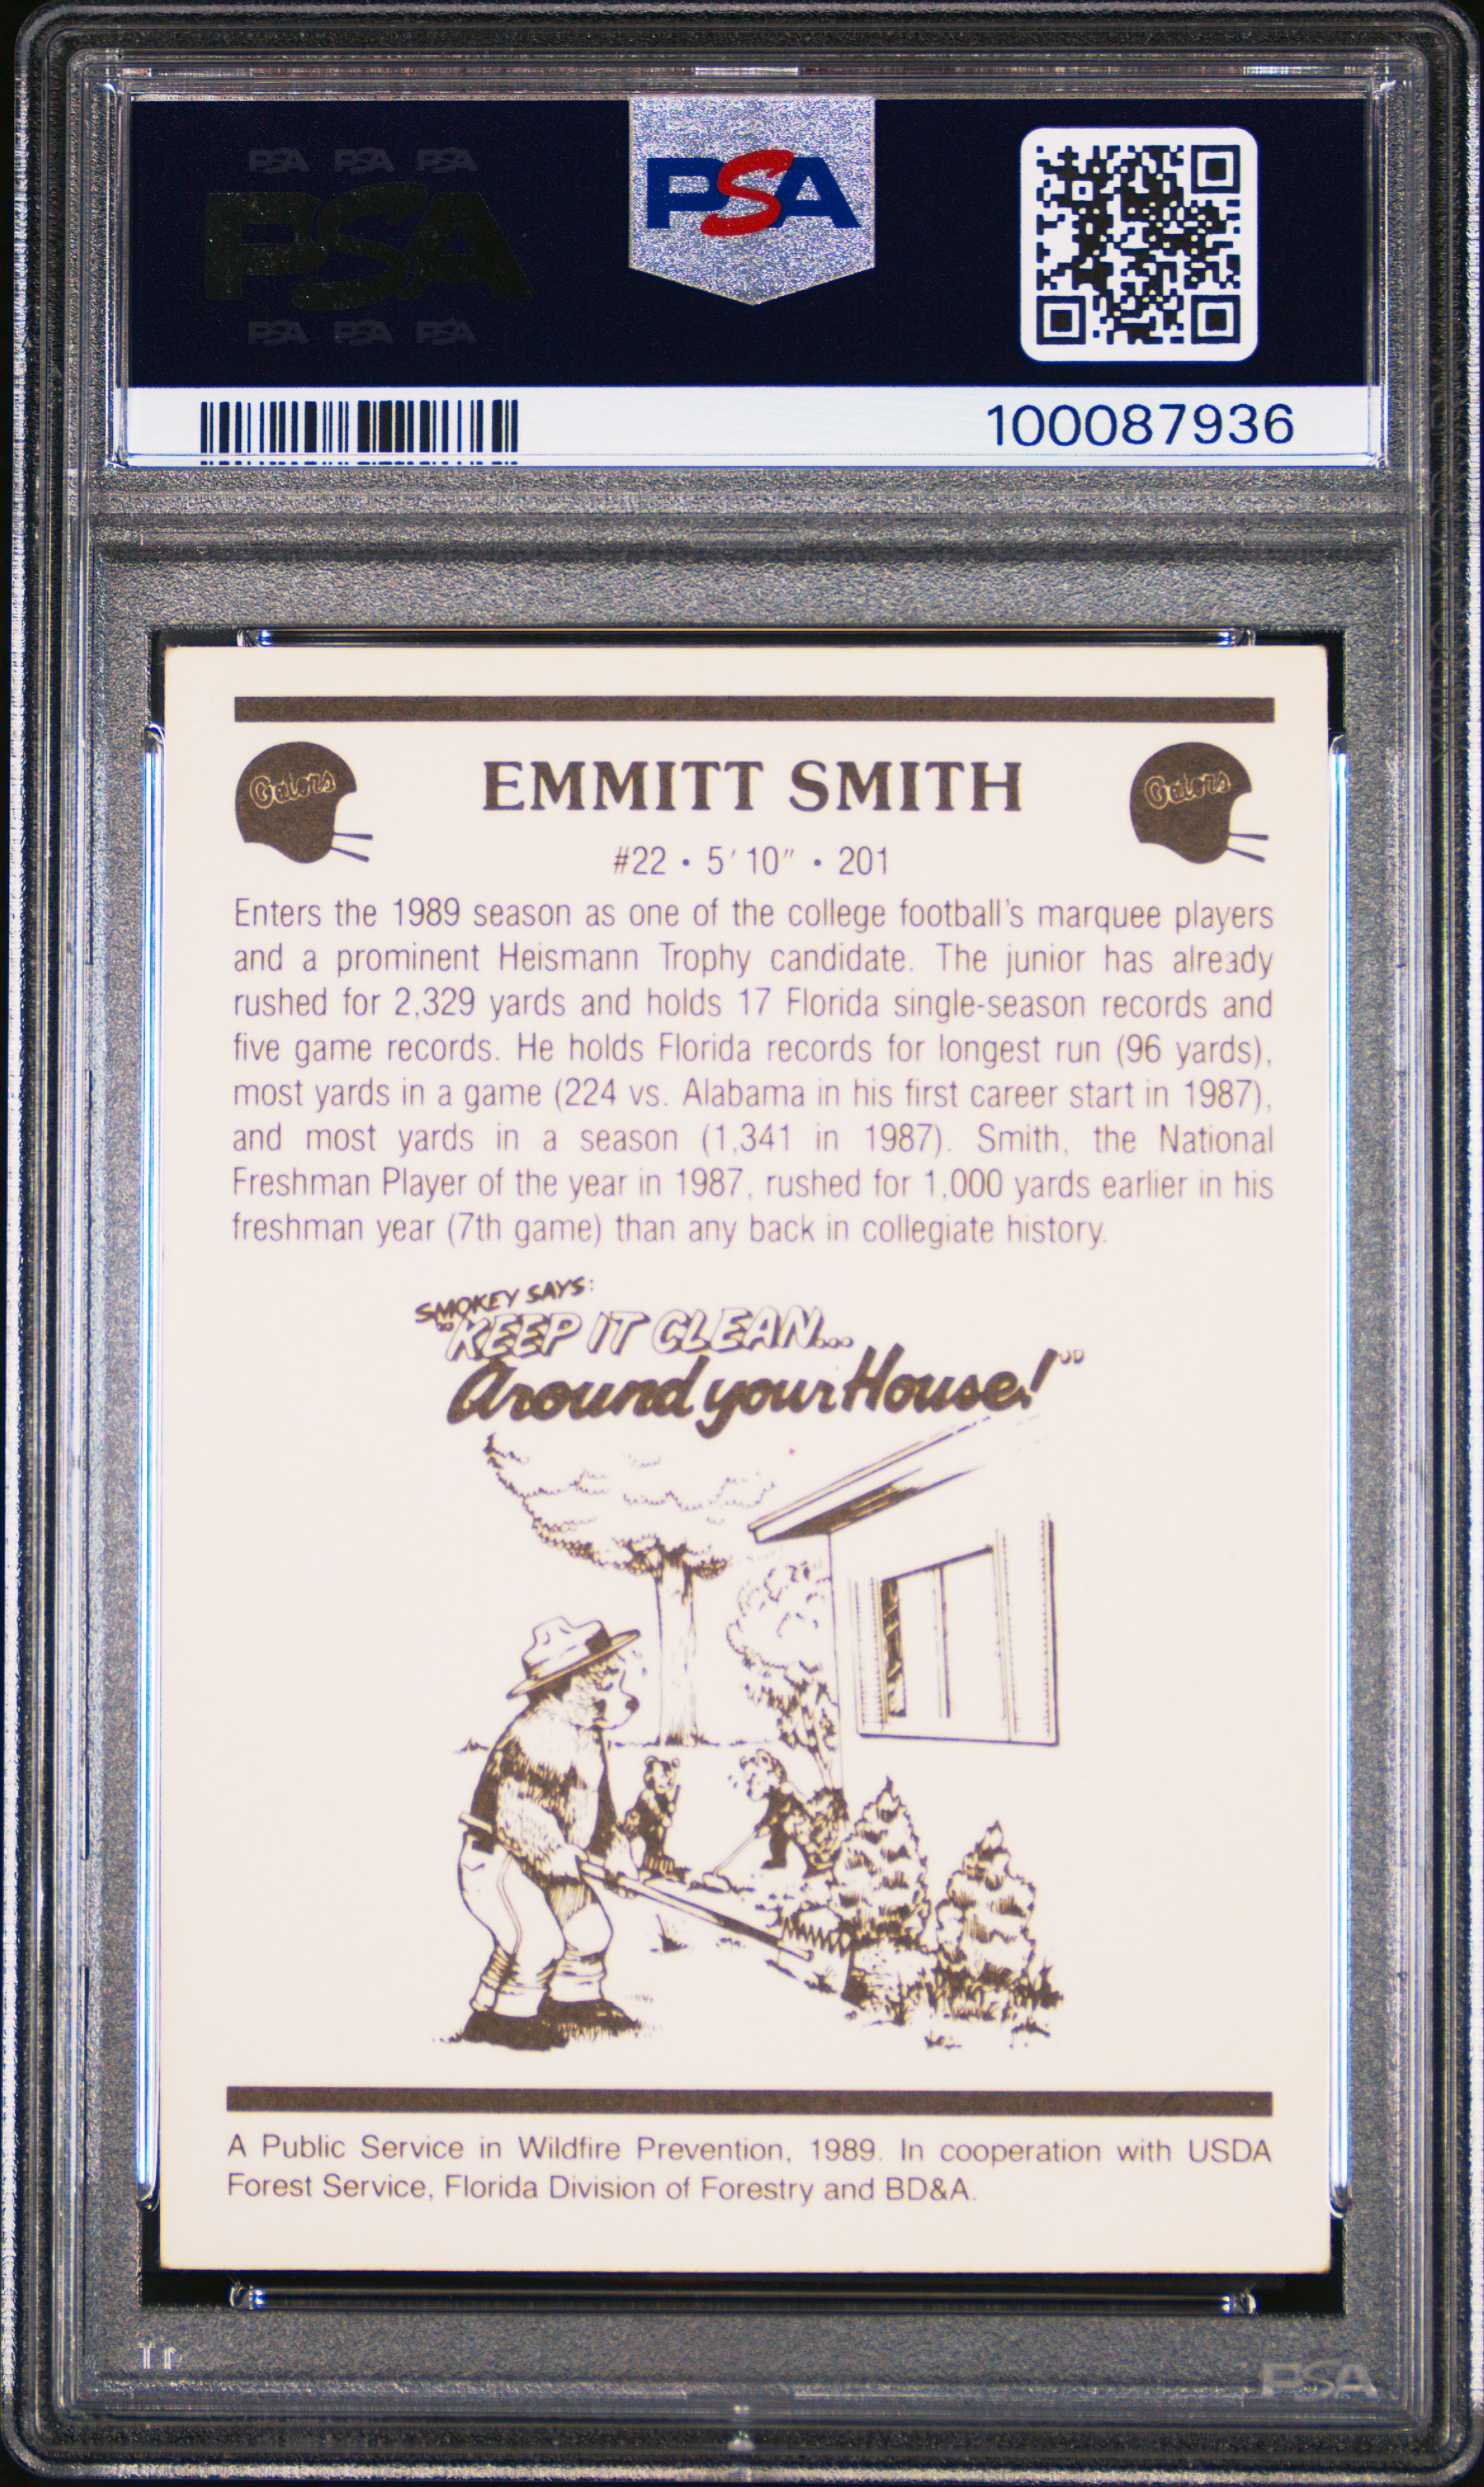 PSA PSA PSA
PSA
PSA PSA PSA
PSA
100087936
EMMITT SMITH
Gators
Gators
#22 • 5′ 10″ • 201
Enters the 1989 season as one of the college football's marquee players
and a prominent Heismann Trophy candidate. The junior has already
rushed for 2,329 yards and holds 17 Florida single-season records and
five game records. He holds Florida records for longest run (96 yards),
most yards in a game (224 vs. Alabama in his first career start in 1987),
and most yards in a season (1,341 in 1987). Smith, the National
Freshman Player of the year in 1987, rushed for 1,000 yards earlier in his
freshman year (7th game) than any back in collegiate history.
SMOKEY SAYS:
"KEEP IT CLEAN...
Around your House!"
A Public Service in Wildfire Prevention, 1989. In cooperation with USDA
Forest Service, Florida Division of Forestry and BD&A.
PSA